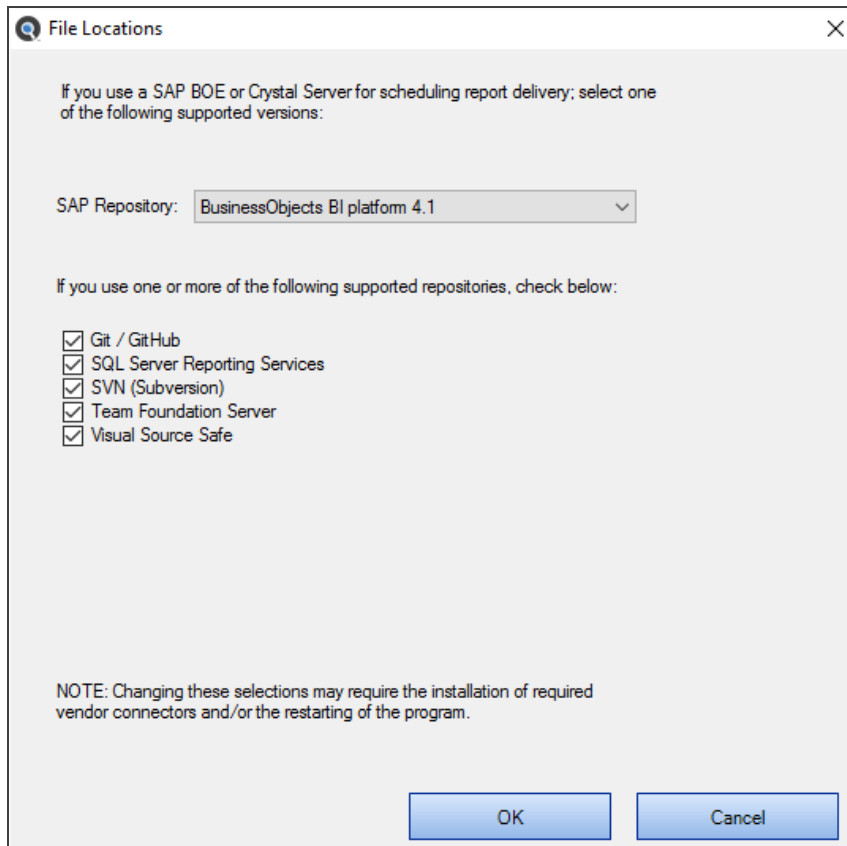 File Locations
If you use a SAP BOE or Crystal Server for scheduling report delivery; select one
of the following supported versions:
SAP Repository: BusinessObjects BI platform 4.1
If you use one or more of the following supported repositories, check below:
Git / GitHub
SQL Server Reporting Services
SVN (Subversion)
Team Foundation Server
Visual Source Safe
NOTE: Changing these selections may require the installation of required
vendor connectors and/or the restarting of the program.
OK Cancel